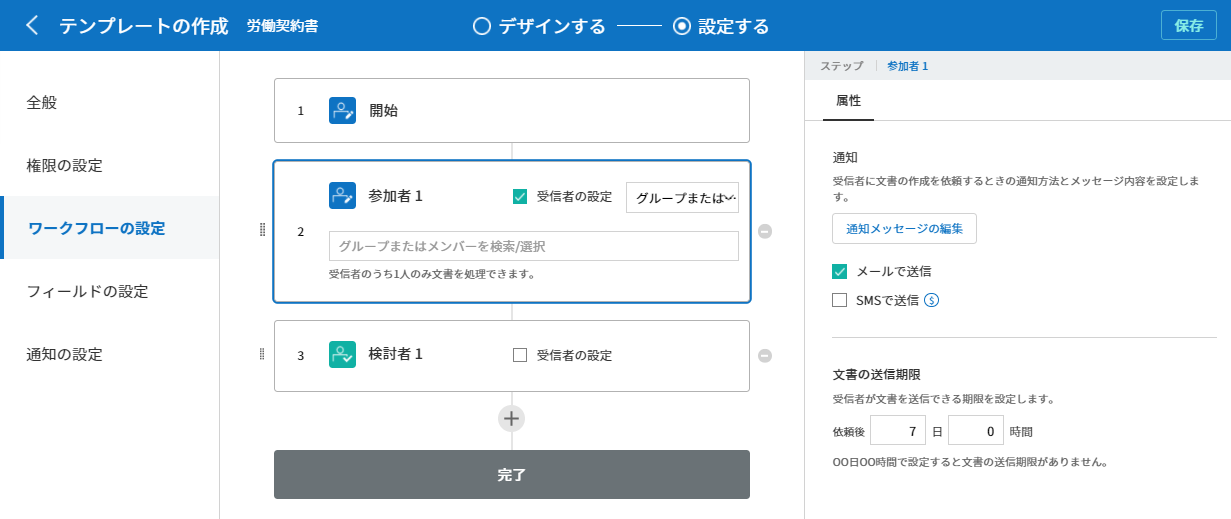 テンプレートの作成 労働契約書 デザインする 設定する 保存
全般
権限の設定
ワークフローの設定
フィールドの設定
通知の設定
1 開始
2 参加者 1 受信者の設定 グループまたは…
グループまたはメンバーを検索/選択
受信者のうち1人のみ文書を処理できます。
3 検討者 1 受信者の設定
完了
ステップ 参加者 1
属性
通知
受信者に文書の作成を依頼するときの通知方法とメッセージ内容を設定しま
す。
通知メッセージの編集
メールで送信
SMSで送信
文書の送信期限
受信者が文書を送信できる期限を設定します。
依頼後 7 日 0 時間
00日00時間で設定すると文書の送信期限がありません。